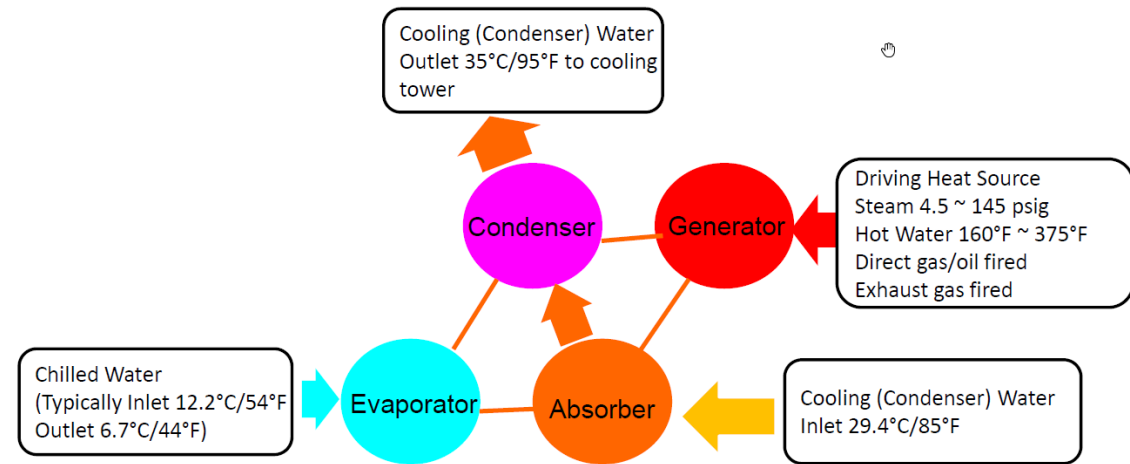 Cooling (Condenser) Water
Outlet 35°C/95°F to cooling
tower
Condenser
Generator
Driving Heat Source
Steam 4.5 ~ 145 psig
Hot Water 160°F ~ 375°F
Direct gas/oil fired
Exhaust gas fired
Chilled Water
(Typically Inlet 12.2°C/54°F
Outlet 6.7°C/44°F)
Evaporator
Absorber
Cooling (Condenser) Water
Inlet 29.4°C/85°F